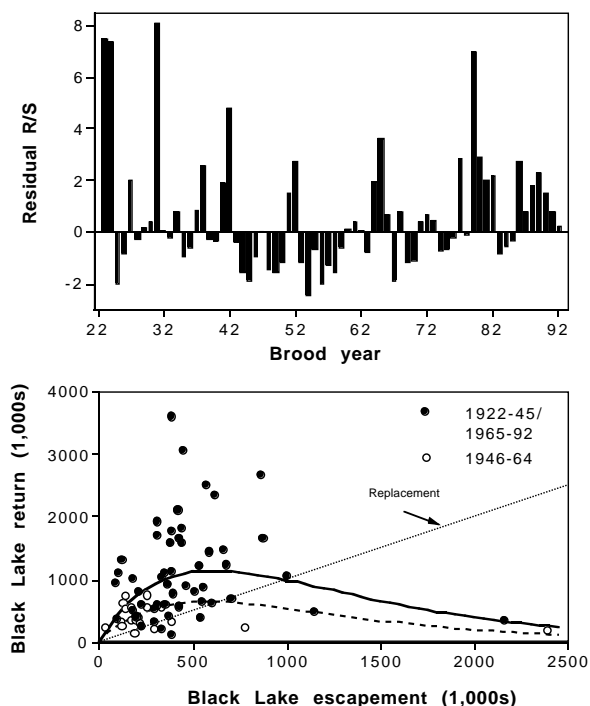 8
6
4
2
0
-2
Residual R/S
22 32 42 52 62 72 82 92
Brood year
4000
3000
2000
1000
0
Black Lake return (1,000s)
1922-45/
1965-92
1946-64
Replacement
0 500 1000 1500 2000 2500
Black Lake escapement (1,000s)